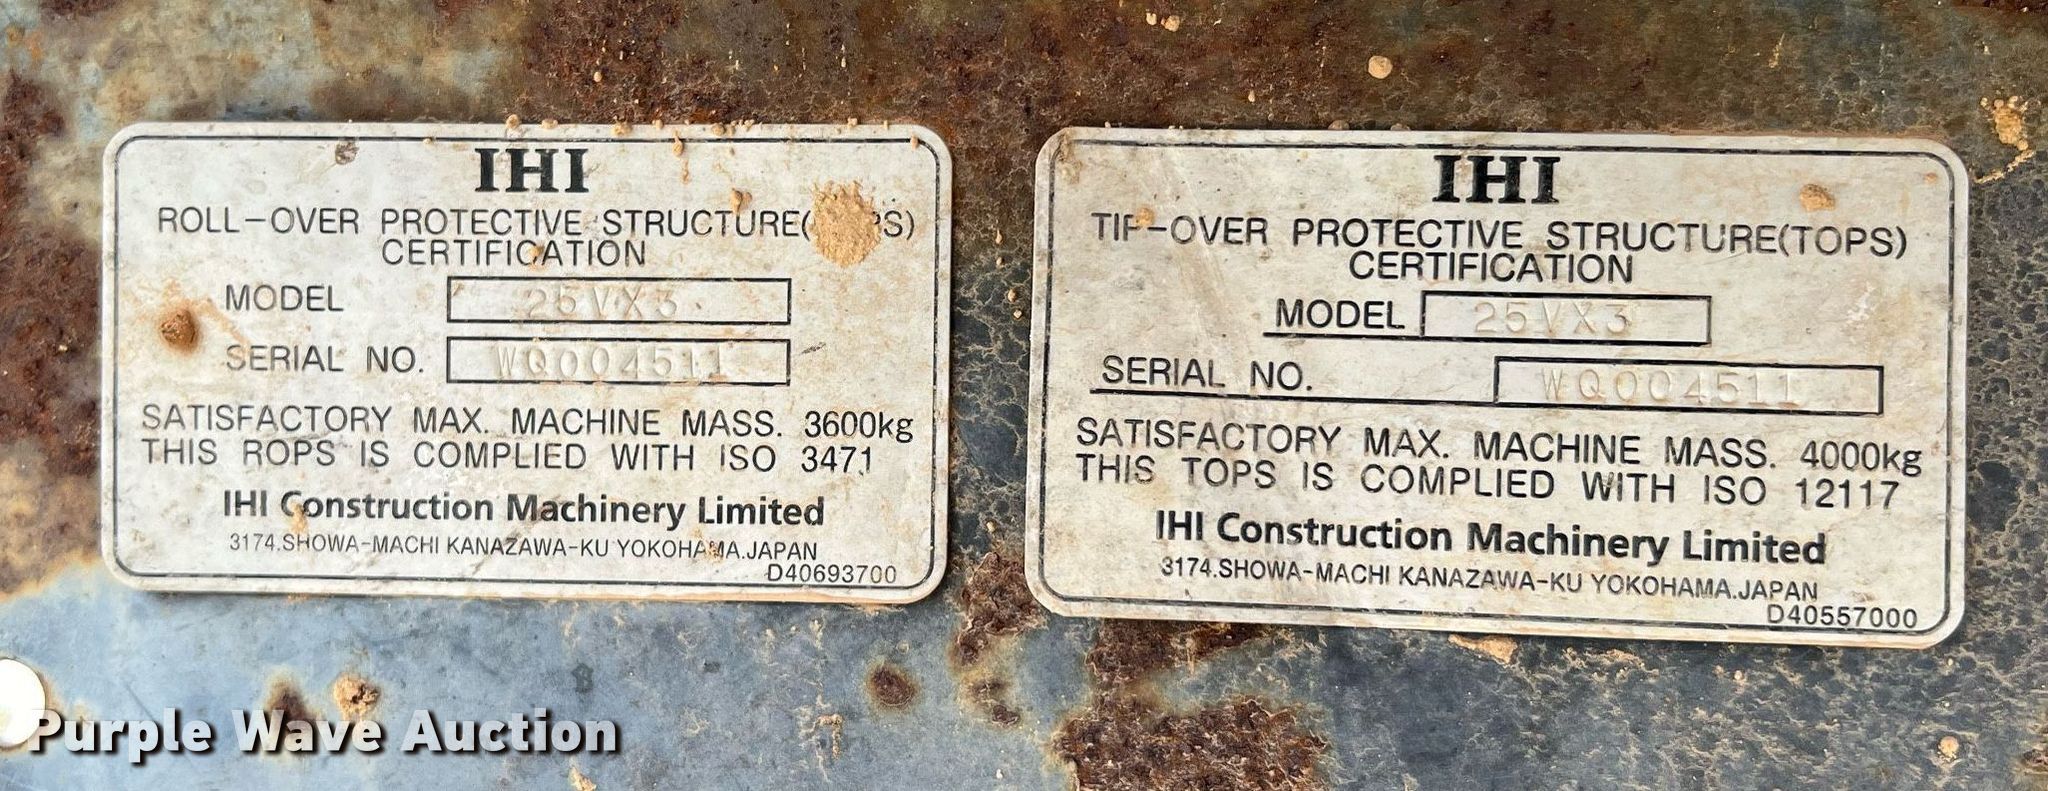 IHI
ROLL-OVER PROTECTIVE STRUCTURE(
CERTIFICATION
MODEL 25VX3
SERIAL NO. WQ004511
SATISFACTORY MAX. MACHINE MASS. 3600kg
THIS ROPS IS COMPLIED WITH ISO 3471
IHI Construction Machinery Limited
3174.SHOWA-MACHI KANAZAWA-KU YOKOHAMA.JAPAN
D40693700
IHI
TIP-OVER PROTECTIVE STRUCTURE(TOPS)
CERTIFICATION
MODEL 25VX3
SERIAL NO. WQ004511
SATISFACTORY MAX. MACHINE MASS. 4000kg
THIS TOPS IS COMPLIED WITH ISO 12117
IHI Construction Machinery Limited
3174.SHOWA-MACHI KANAZAWA-KU YOKOHAMA.JAPAN
D40557000
Purple Wave Auction